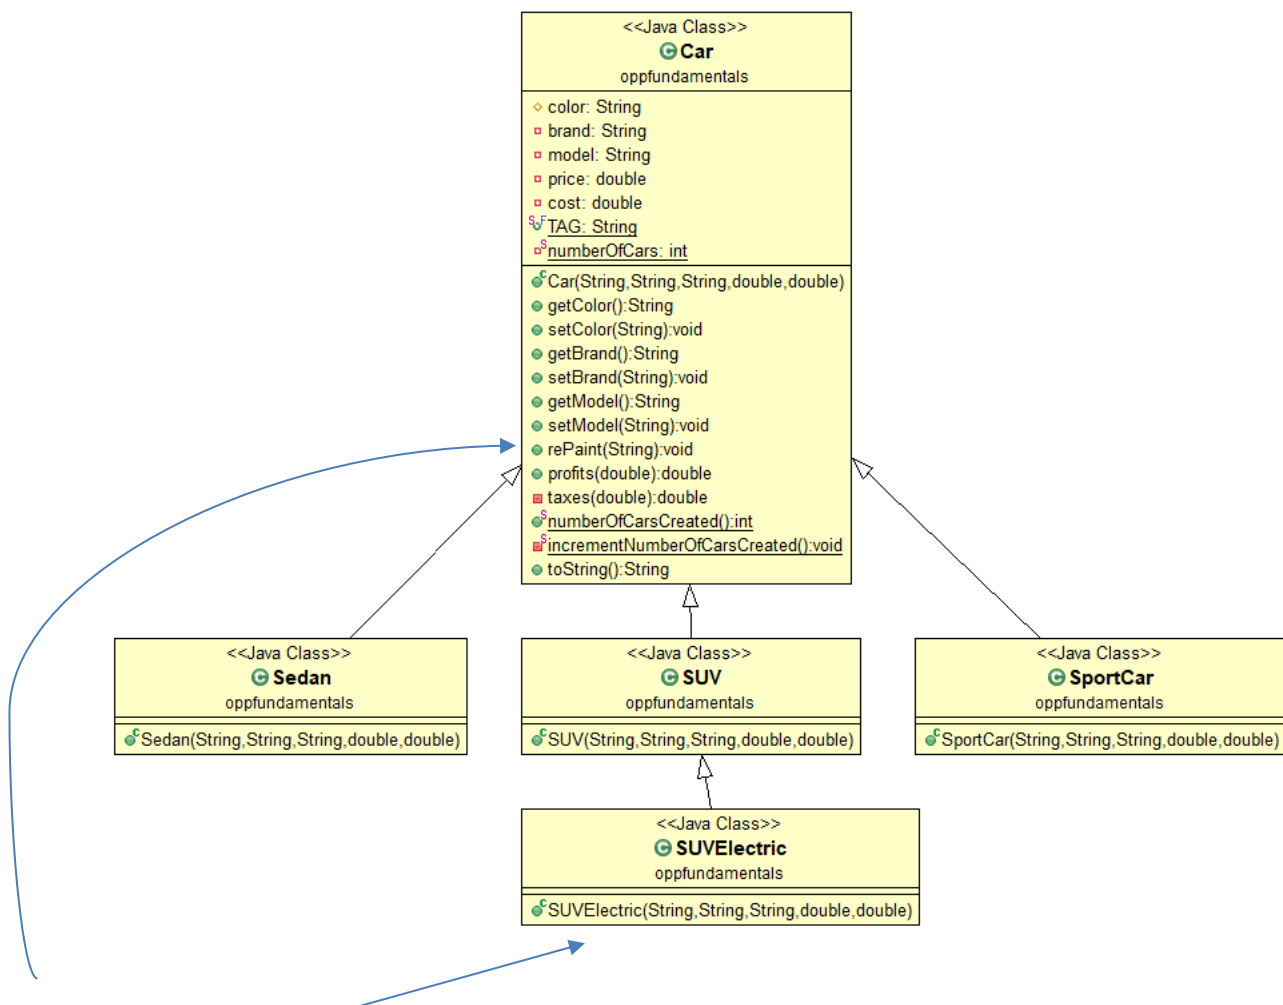 <<Java Class>>
Car
oppfundamentals
color: String
brand: String
model: String
price: double
cost: double
TAG: String
numberOfCars: int
Car(String,String,String,double,double)
getColor():String
setColor(String):void
getBrand():String
setBrand(String):void
getModel():String
setModel(String):void
rePaint(String):void
profits(double):double
taxes(double):double
numberOfCarsCreated():int
incrementNumberOfCarsCreated():void
toString():String
<<Java Class>>
Sedan
oppfundamentals
Sedan(String,String,String,double,double)
<<Java Class>>
SUV
oppfundamentals
SUV(String,String,String,double,double)
<<Java Class>>
SportCar
oppfundamentals
SportCar(String,String,String,double,double)
<<Java Class>>
SUVElectric
oppfundamentals
SUVElectric(String,String,String,double,double)